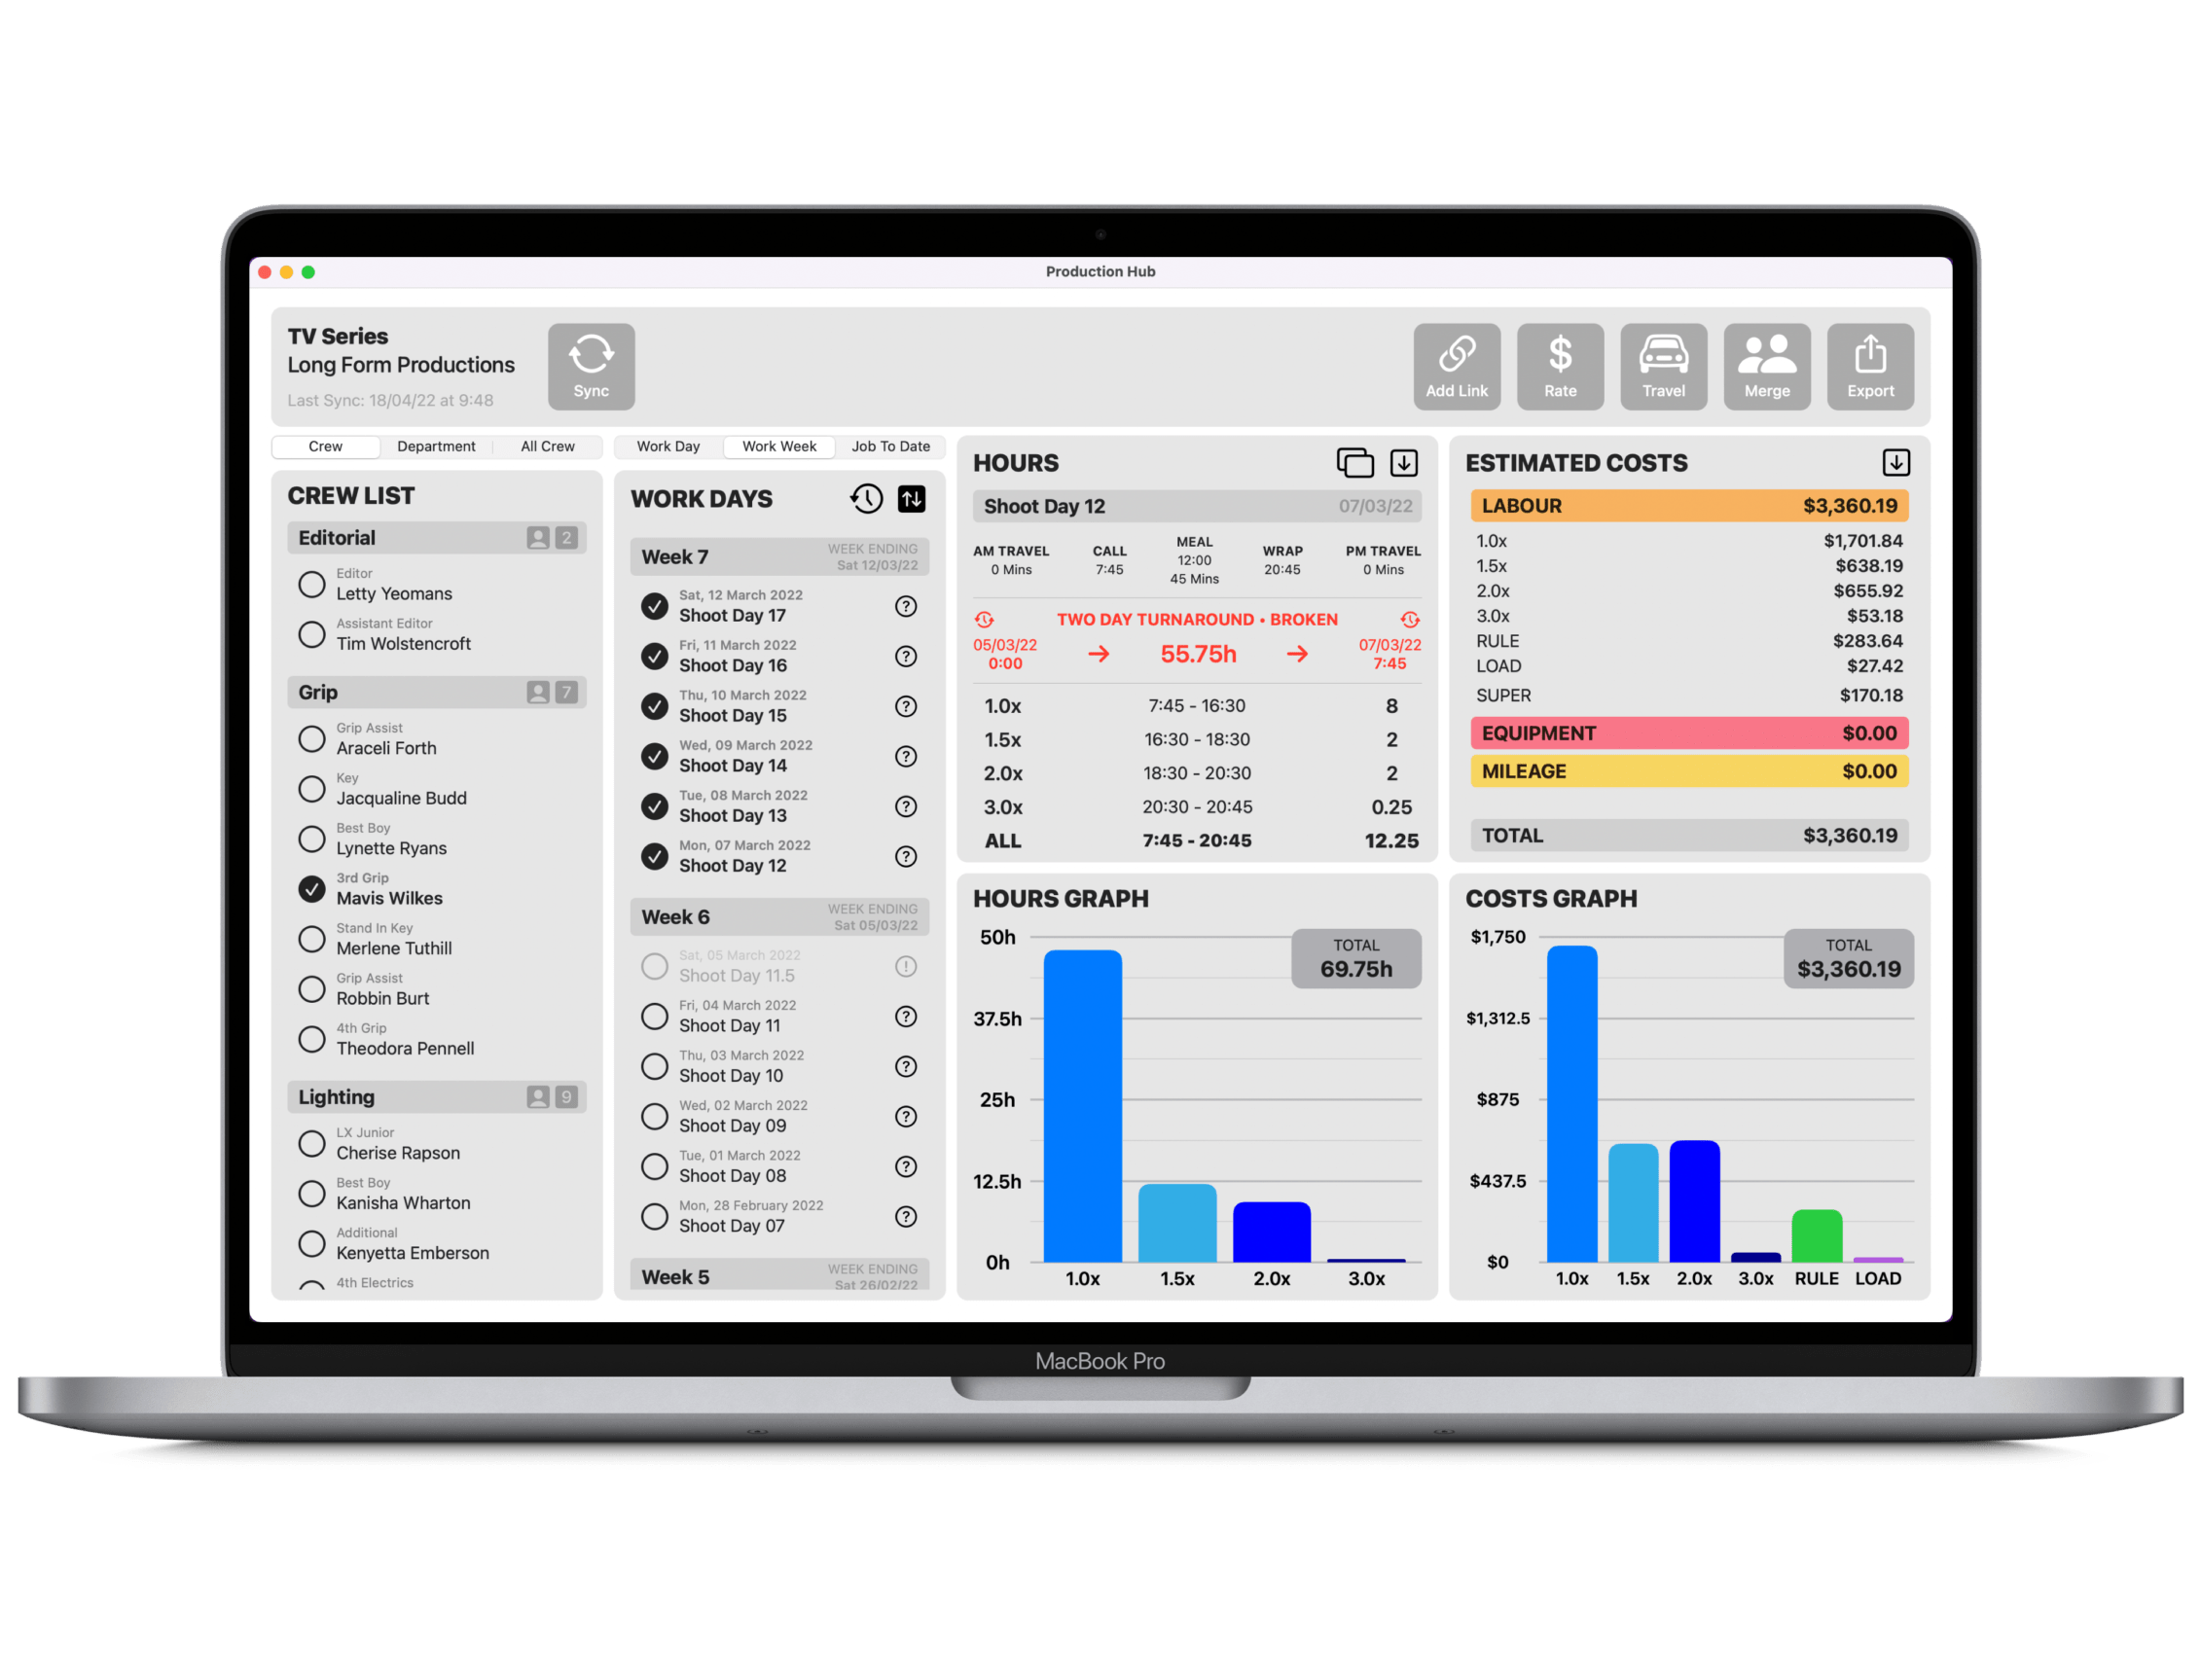 Production Hub
TV Series
Long Form Productions
Last Sync: 18/04/22 at 9:48
Sync
Add Link
Rate
Travel
Merge
Export
Crew
Department
All Crew
Work Day
Work Week
Job To Date
CREW LIST
Editorial
2
Editor
Letty Yeomans
Assistant Editor
Tim Wolstencroft
Grip
7
Grip Assist
Araceli Forth
Key
Jacqualine Budd
Best Boy
Lynette Ryans
3rd Grip
Mavis Wilkes
Stand In Key
Merlene Tuthill
Grip Assist
Robbin Burt
4th Grip
Theodora Pennell
Lighting
9
LX Junior
Cherise Rapson
Best Boy
Kanisha Wharton
Additional
Kenyetta Emberson
4th Electrics
WORK DAYS
Week 7
WEEK ENDING
Sat 12/03/22
Sat, 12 March 2022
Shoot Day 17
?
Fri, 11 March 2022
Shoot Day 16
?
Thu, 10 March 2022
Shoot Day 15
?
Wed, 09 March 2022
Shoot Day 14
?
Tue, 08 March 2022
Shoot Day 13
?
Mon, 07 March 2022
Shoot Day 12
?
Week 6
WEEK ENDING
Sat 05/03/22
Sat, 05 March 2022
Shoot Day 11.5
!
Fri, 04 March 2022
Shoot Day 11
?
Thu, 03 March 2022
Shoot Day 10
?
Wed, 02 March 2022
Shoot Day 09
?
Tue, 01 March 2022
Shoot Day 08
?
Mon, 28 February 2022
Shoot Day 07
?
Week 5
WEEK ENDING
Sat 26/02/22
HOURS
Shoot Day 12 07/03/22
AM TRAVEL
0 Mins
CALL
7:45
MEAL
12:00
45 Mins
WRAP
20:45
PM TRAVEL
0 Mins
TWO DAY TURNAROUND • BROKEN
05/03/22
0:00
55.75h
07/03/22
7:45
1.0x 7:45 - 16:30 8
1.5x 16:30 - 18:30 2
2.0x 18:30 - 20:30 2
3.0x 20:30 - 20:45 0.25
ALL 7:45 - 20:45 12.25
ESTIMATED COSTS
LABOUR $3,360.19
1.0x $1,701.84
1.5x $638.19
2.0x $655.92
3.0x $53.18
RULE $283.64
LOAD $27.42
SUPER $170.18
EQUIPMENT $0.00
MILEAGE $0.00
TOTAL $3,360.19
HOURS GRAPH
TOTAL
69.75h
50h
37.5h
25h
12.5h
0h
1.0x 1.5x 2.0x 3.0x
COSTS GRAPH
TOTAL
$3,360.19
$1,750
$1,312.5
$875
$437.5
$0
1.0x 1.5x 2.0x 3.0x RULE LOAD
MacBook Pro